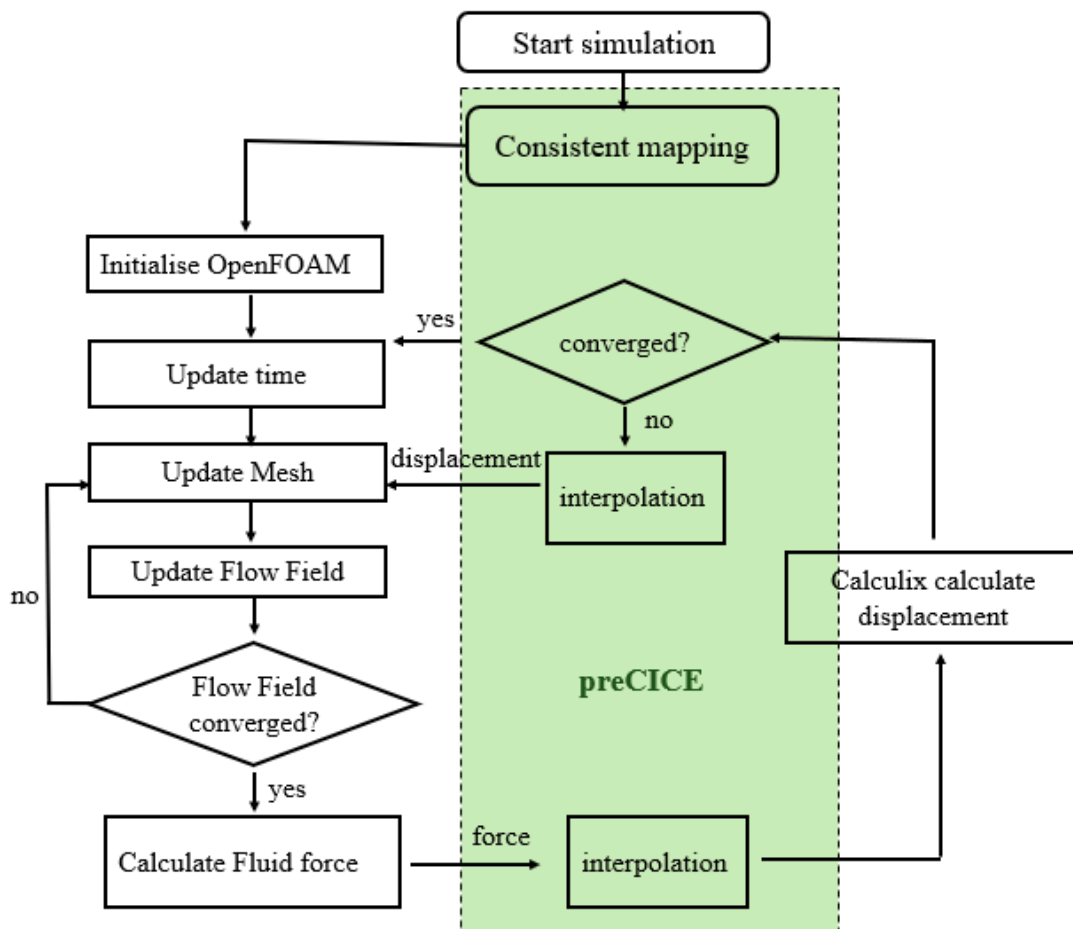 Start simulation
Consistent mapping
Initialise OpenFOAM
yes
converged?
Update time
no
displacement
Update Mesh
interpolation
Update Flow Field
no
Calculix calculate
displacement
Flow Field
converged?
preCICE
yes
force
Calculate Fluid force
interpolation